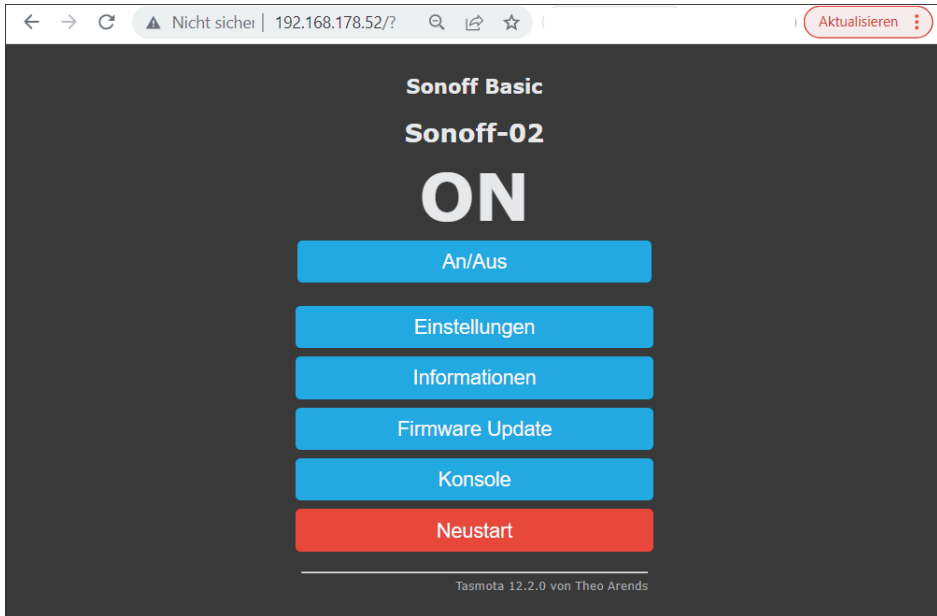 Nicht sicher 192.168.178.52/? Aktualisieren
Sonoff Basic
Sonoff-02
ON
An/Aus
Einstellungen
Informationen
Firmware Update
Konsole
Neustart
Tasmota 12.2.0 von Theo Arends